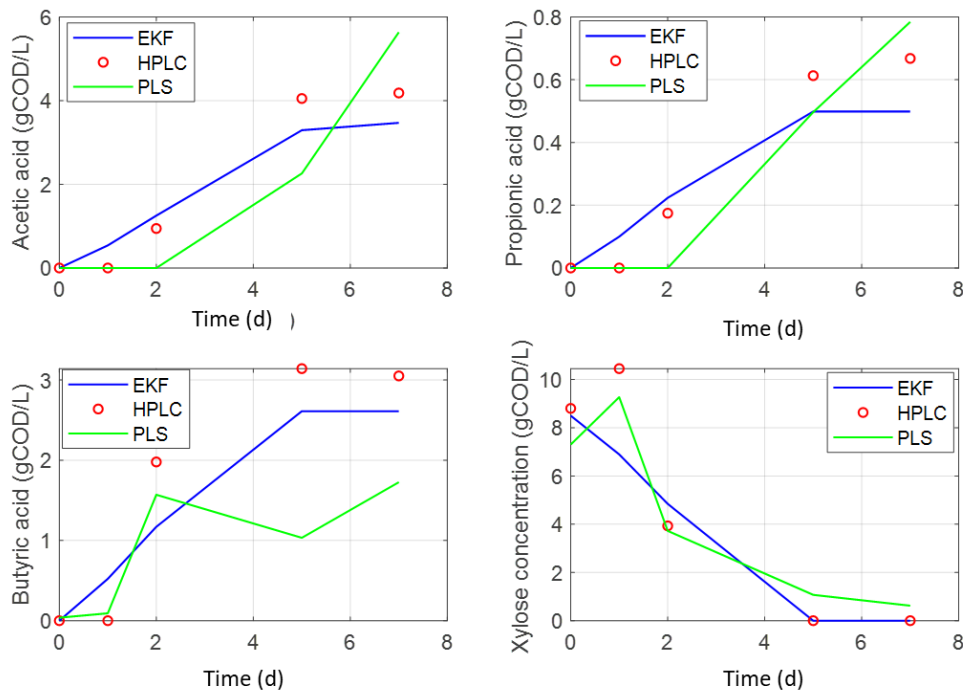 Acetic acid (gCOD/L)
6
4
2
0
0 2 4 6 8
EKF
HPLC
PLS
Time (d) )
Propionic acid (gCOD/L)
0.8
0.6
0.4
0.2
0
0 2 4 6 8
EKF
HPLC
PLS
Time (d)
Butyric acid (gCOD/L)
3
2
1
0
0 2 4 6 8
EKF
HPLC
PLS
Time (d)
Xylose concentration (gCOD/L)
10
8
6
4
2
0
0 2 4 6 8
EKF
HPLC
PLS
Time (d)